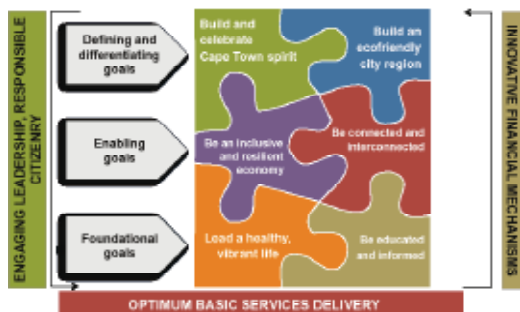 ENGAGING LEADERSHIP, RESPONSIBLE
CITIZENRY
Defining and
differentiating
goals
Enabling
goals
Foundational
goals
Build and
celebrate
Cape Town spirit
Build an
ecofriendly
city region
Be an inclusive
and resilient
economy
Be connected and
interconnected
Lead a healthy,
vibrant life
Be educated
and informed
INNOVATIVE FINANCIAL MECHANISMS
OPTIMUM BASIC SERVICES DELIVERY